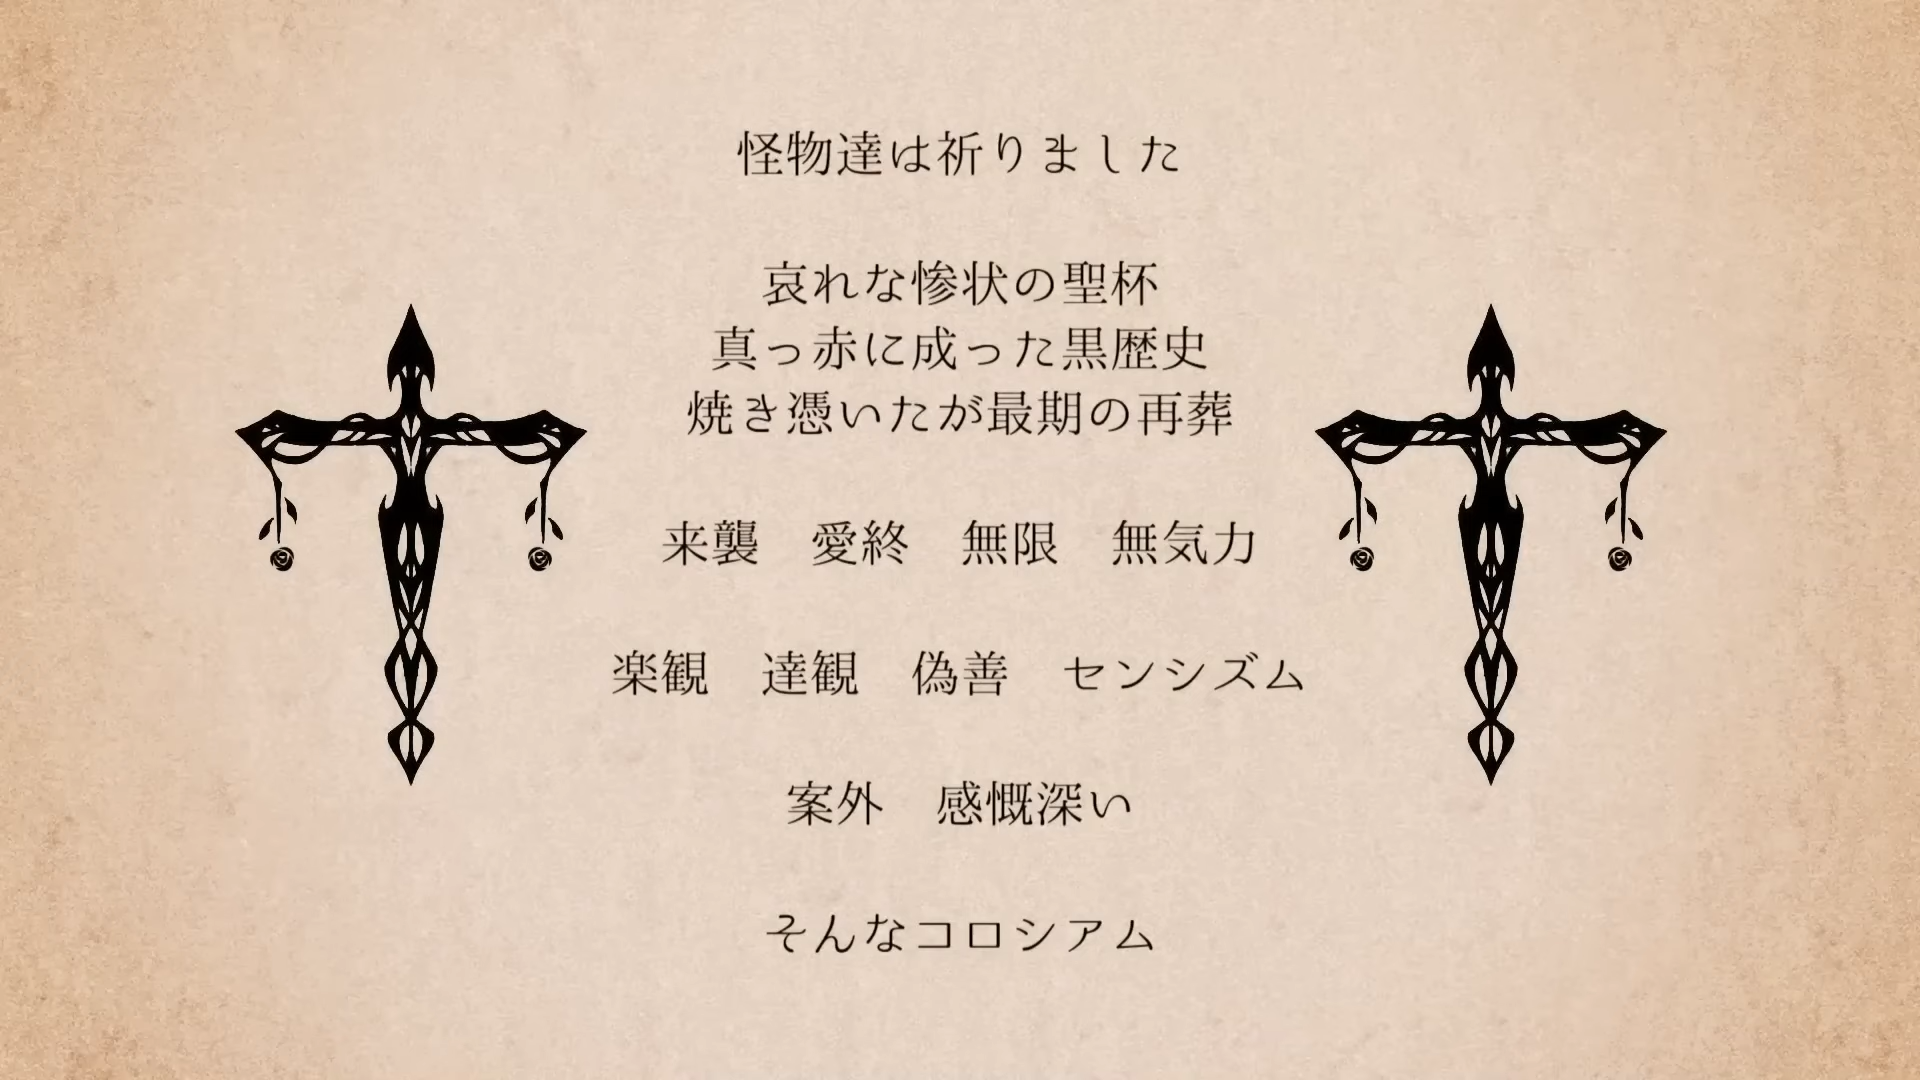 怪物達は祈りました
哀れな惨状の聖杯
真っ赤に成った黒歴史
焼き憑いたが最期の再葬
来襲　愛終　無限　無気力
楽観　達観　偽善　センシズム
案外　感慨深い
そんなコロシアム